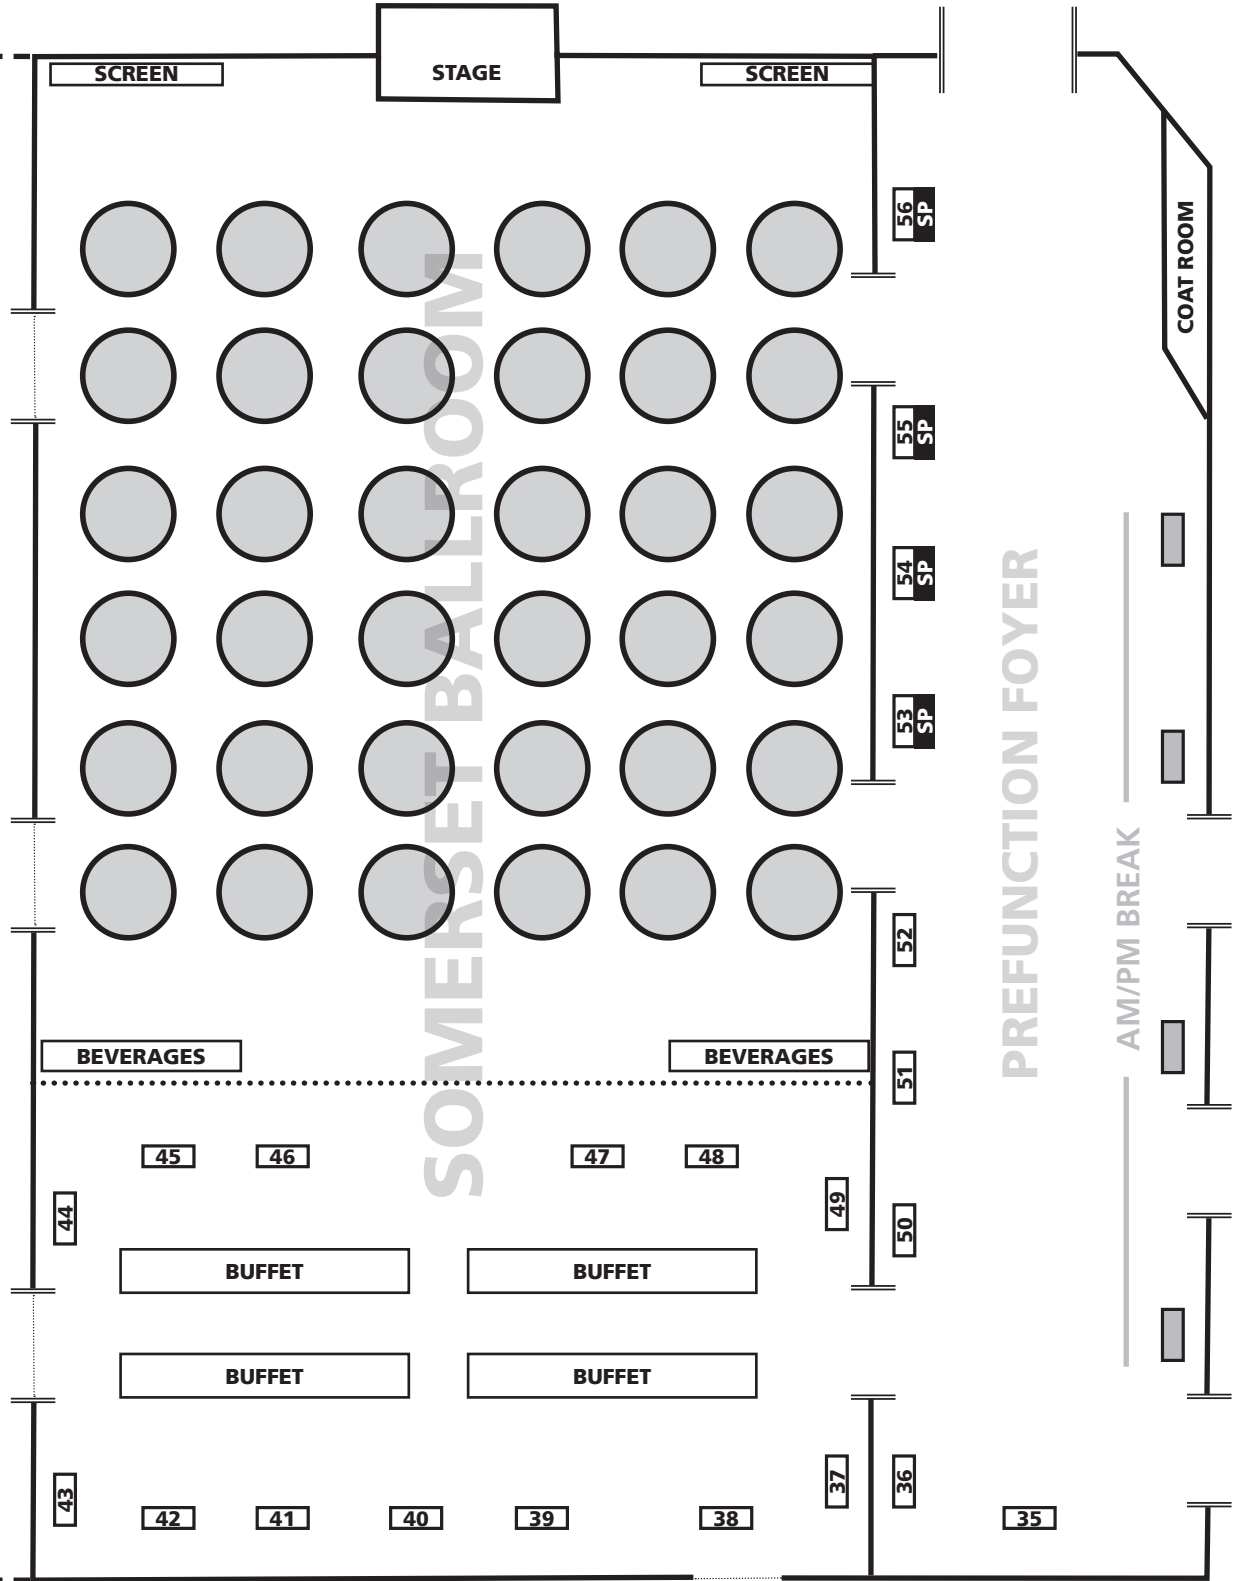 STAGE
SCREEN
SCREEN
56
SP
COAT ROOM
55
SP
54
SP
53
SP
SOMERSET BALLROOM
PREFUNCTION FOYER
AM/PM BREAK
52
BEVERAGES
BEVERAGES
51
45
46
47
48
44
49
50
BUFFET
BUFFET
BUFFET
BUFFET
43
37
36
42
41
40
39
38
35